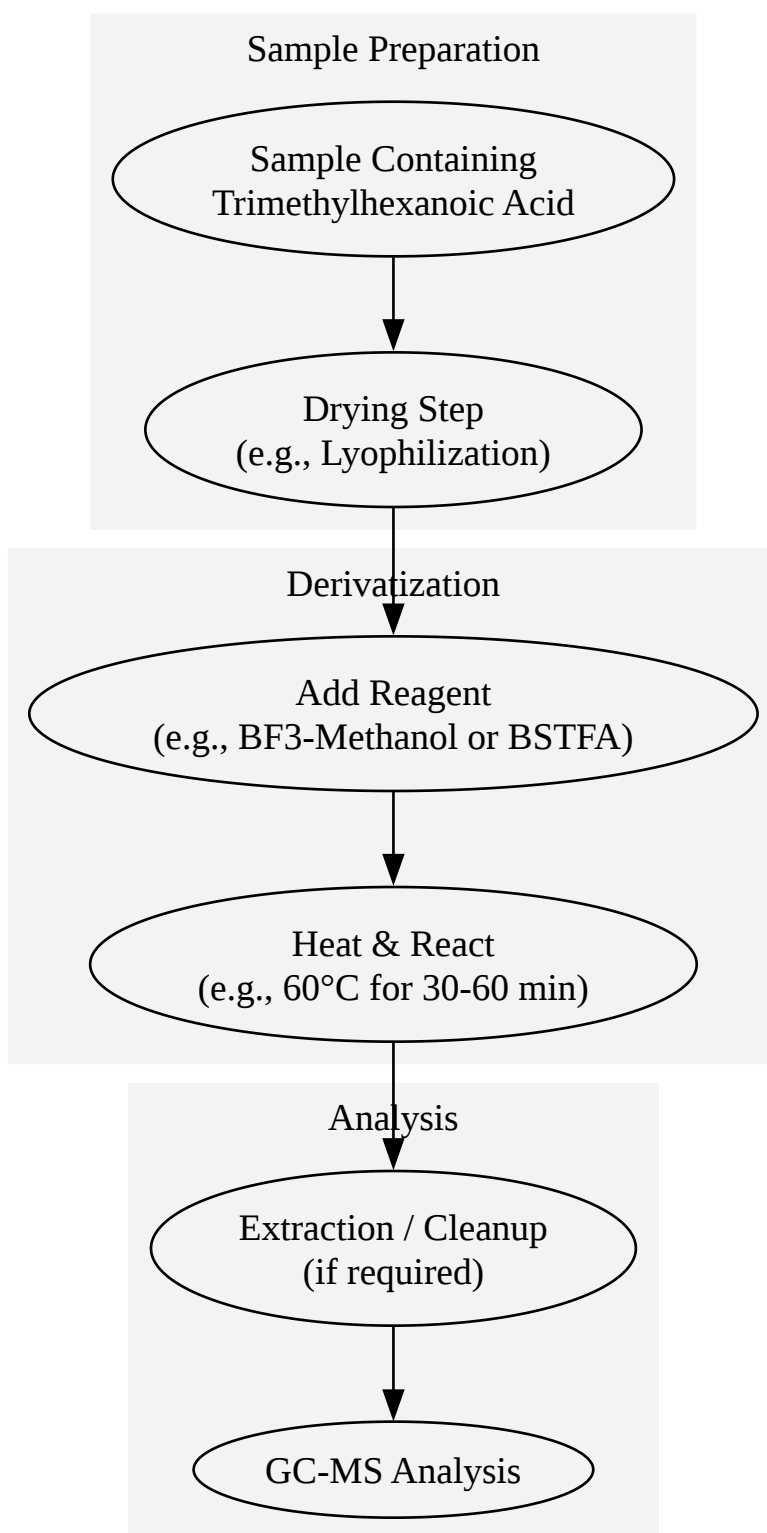 Sample Preparation
Sample Containing
Trimethylhexanoic Acid
Drying Step
(e.g., Lyophilization)
Derivatization
Add Reagent
(e.g., BF3-Methanol or BSTFA)
Heat & React
(e.g., 60°C for 30-60 min)
Analysis
Extraction / Cleanup
(if required)
GC-MS Analysis